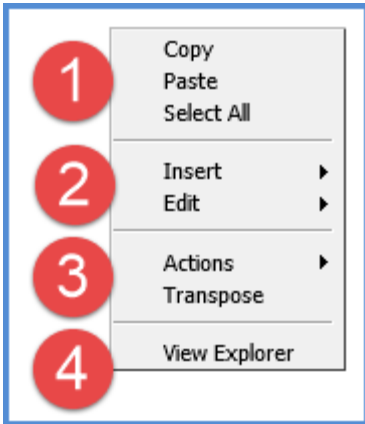 1
Copy
Paste
Select All
2
Insert
Edit
3
Actions
Transpose
4
View Explorer